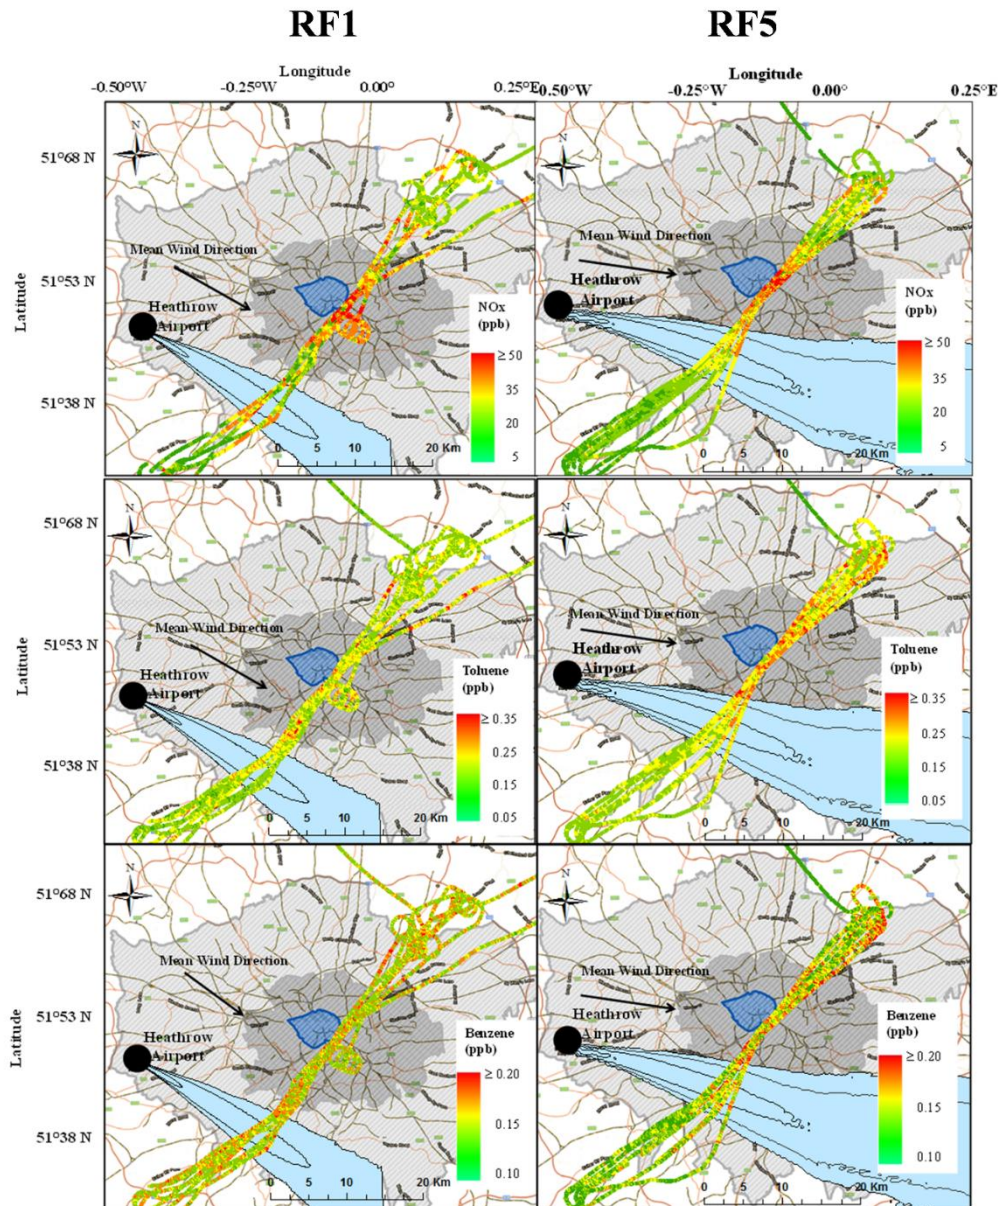 RF1
RF5
Longitude
-0.50°W
-0.25°W
0.00°
0.25°E
Longitude
-0.50°W
-0.25°W
0.00°
0.25°E
Latitude
51°68 N
51°53 N
51°38 N
N
Mean Wind Direction
Heathrow
Airport
NOx
(ppb)
≥ 50
35
20
5
0 5 10 20 Km
N
Mean Wind Direction
Heathrow
Airport
NOx
(ppb)
≥ 50
35
20
5
0 5 10 20 Km
Latitude
51°68 N
51°53 N
51°38 N
N
Mean Wind Direction
Heathrow
Airport
Toluene
(ppb)
≥ 0.35
0.25
0.15
0.05
0 5 10 20 Km
N
Mean Wind Direction
Heathrow
Airport
Toluene
(ppb)
≥ 0.35
0.25
0.15
0.05
0 5 10 20 Km
Latitude
51°68 N
51°53 N
51°38 N
N
Mean Wind Direction
Heathrow
Airport
Benzene
(ppb)
≥ 0.20
0.15
0.10
0 5 10 20 Km
N
Mean Wind Direction
Heathrow
Airport
Benzene
(ppb)
≥ 0.20
0.15
0.10
0 5 10 20 Km